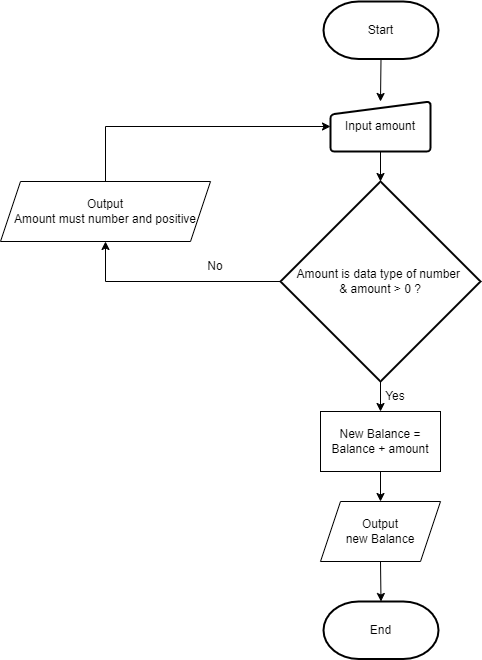 Start
Input amount
Output
Amount must number and positive
No
Amount is data type of number
& amount > 0 ?
Yes
New Balance =
Balance + amount
Output
new Balance
End